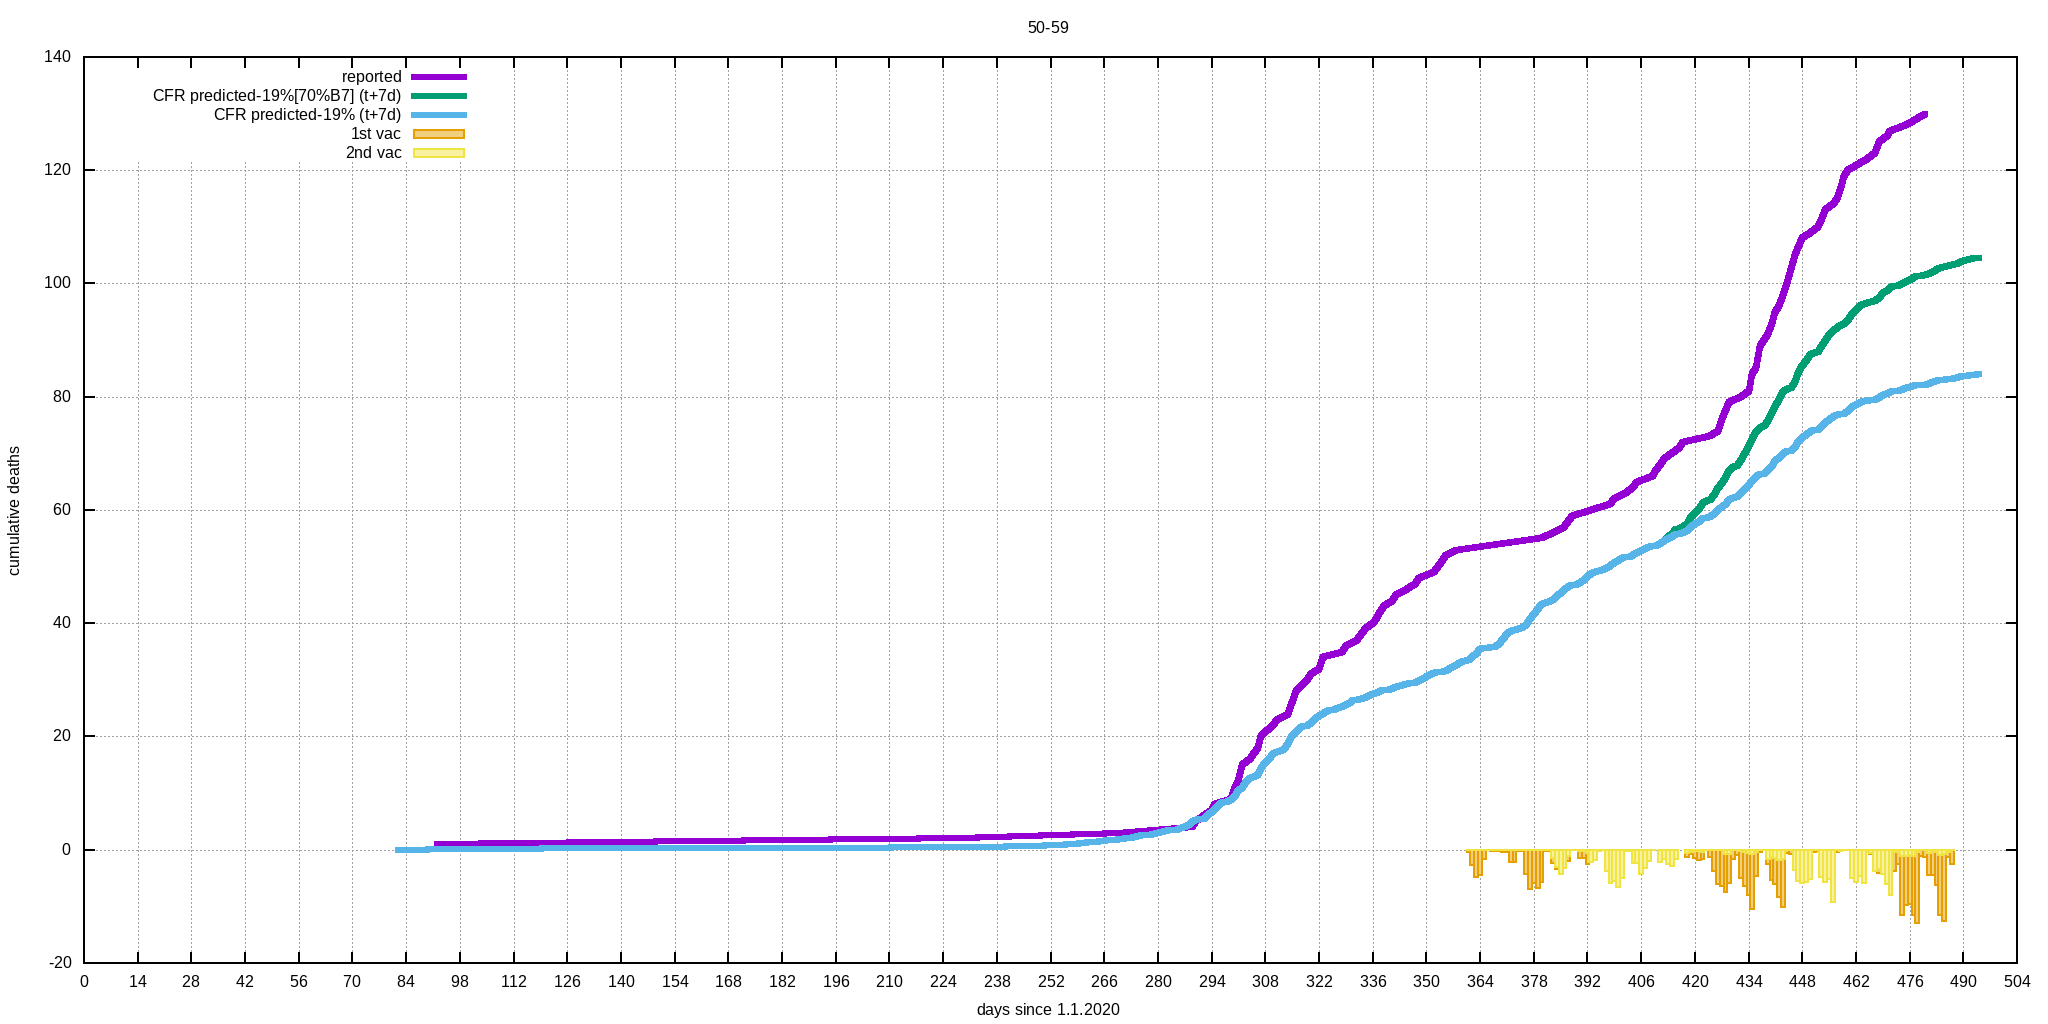 50-59
140
120
100
80
60
40
20
0
-20
reported
CFR predicted-19%[70%B7] (t+7d)
CFR predicted-19% (t+7d)
1st vac
2nd vac
cumulative deaths
0 14 28 42 56 70 84 98 112 126 140 154 168 182 196 210 224 238 252 266 280 294 308 322 336 350 364 378 392 406 420 434 448 462 476 490 504
days since 1.1.2020